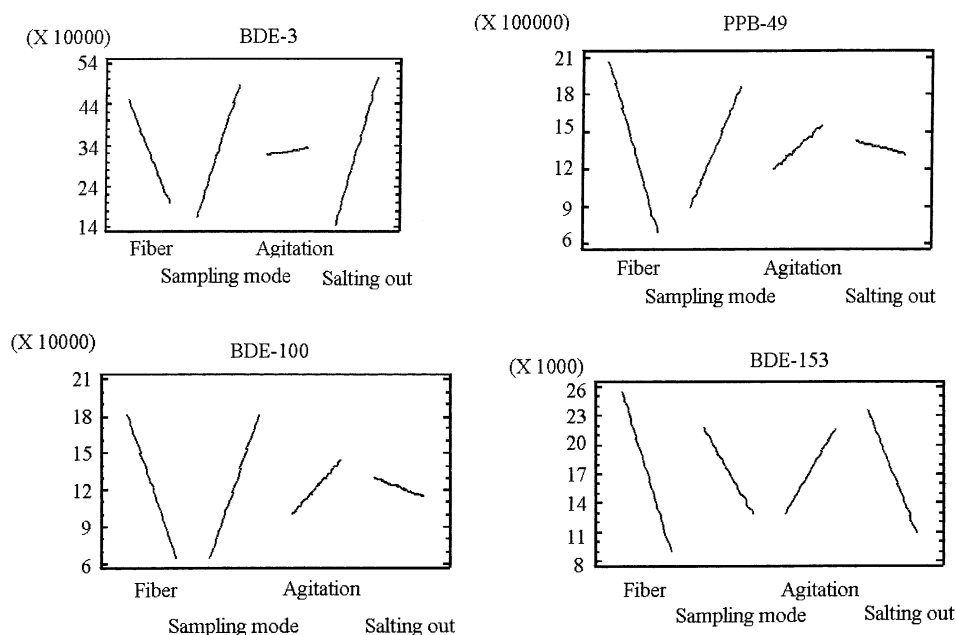 (X 10000)
BDE-3
54
44
34
24
14
Fiber
Agitation
Sampling mode
Salting out
(X 100000)
PPB-49
21
18
15
12
9
6
Fiber
Agitation
Sampling mode
Salting out
(X 10000)
BDE-100
21
18
15
12
9
6
Fiber
Agitation
Sampling mode
Salting out
(X 1000)
BDE-153
26
23
20
17
14
11
8
Fiber
Agitation
Sampling mode
Salting out